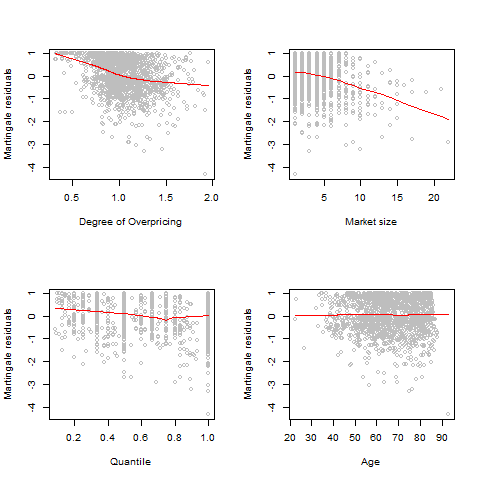 Martingale residuals
1
0
-1
-2
-3
-4
0.5 1.0 1.5 2.0
Degree of Overpricing
Martingale residuals
1
0
-1
-2
-3
-4
5 10 15 20
Market size
Martingale residuals
1
0
-1
-2
-3
-4
0.2 0.4 0.6 0.8 1.0
Quantile
Martingale residuals
1
0
-1
-2
-3
-4
20 30 40 50 60 70 80 90
Age